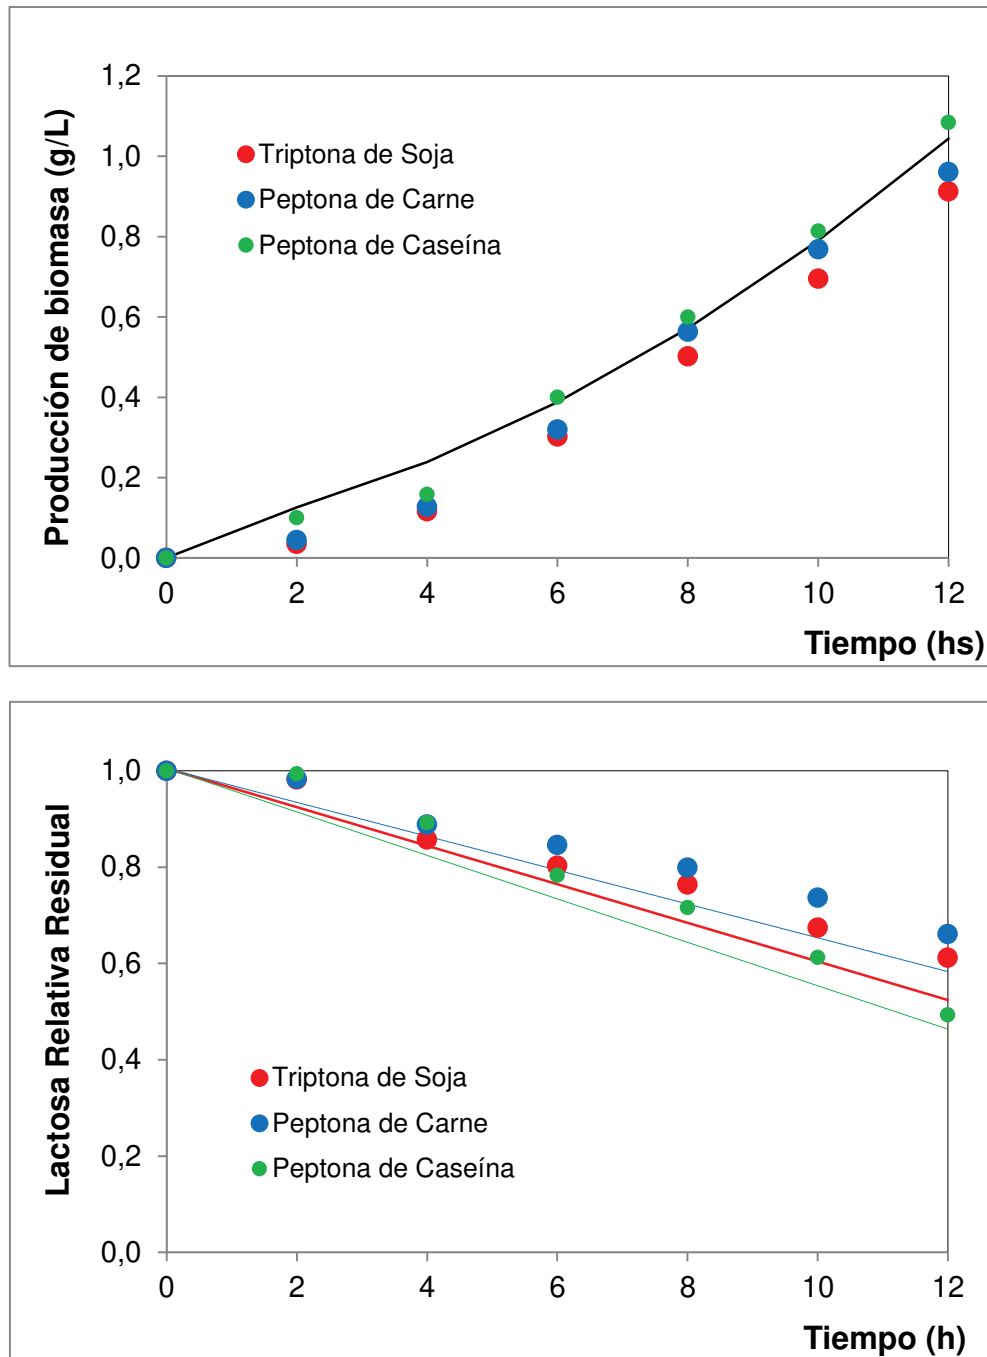 Producción de biomasa (g/L)
1,2
1,0
0,8
0,6
0,4
0,2
0,0
Triptona de Soja
Peptona de Carne
Peptona de Caseína
0 2 4 6 8 10 12
Tiempo (hs)
Lactosa Relativa Residual
1,0
0,8
0,6
0,4
0,2
0,0
Triptona de Soja
Peptona de Carne
Peptona de Caseína
0 2 4 6 8 10 12
Tiempo (h)